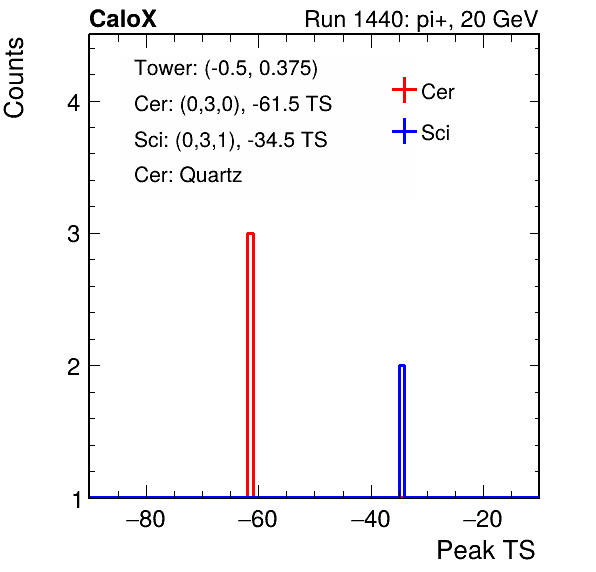 CaloX Run 1440: pi+, 20 GeV
Counts
Tower: (-0.5, 0.375)
Cer: (0,3,0), -61.5 TS
Sci: (0,3,1), -34.5 TS
Cer: Quartz
Cer
Sci
4
3
2
1
−80 −60 −40 −20
Peak TS